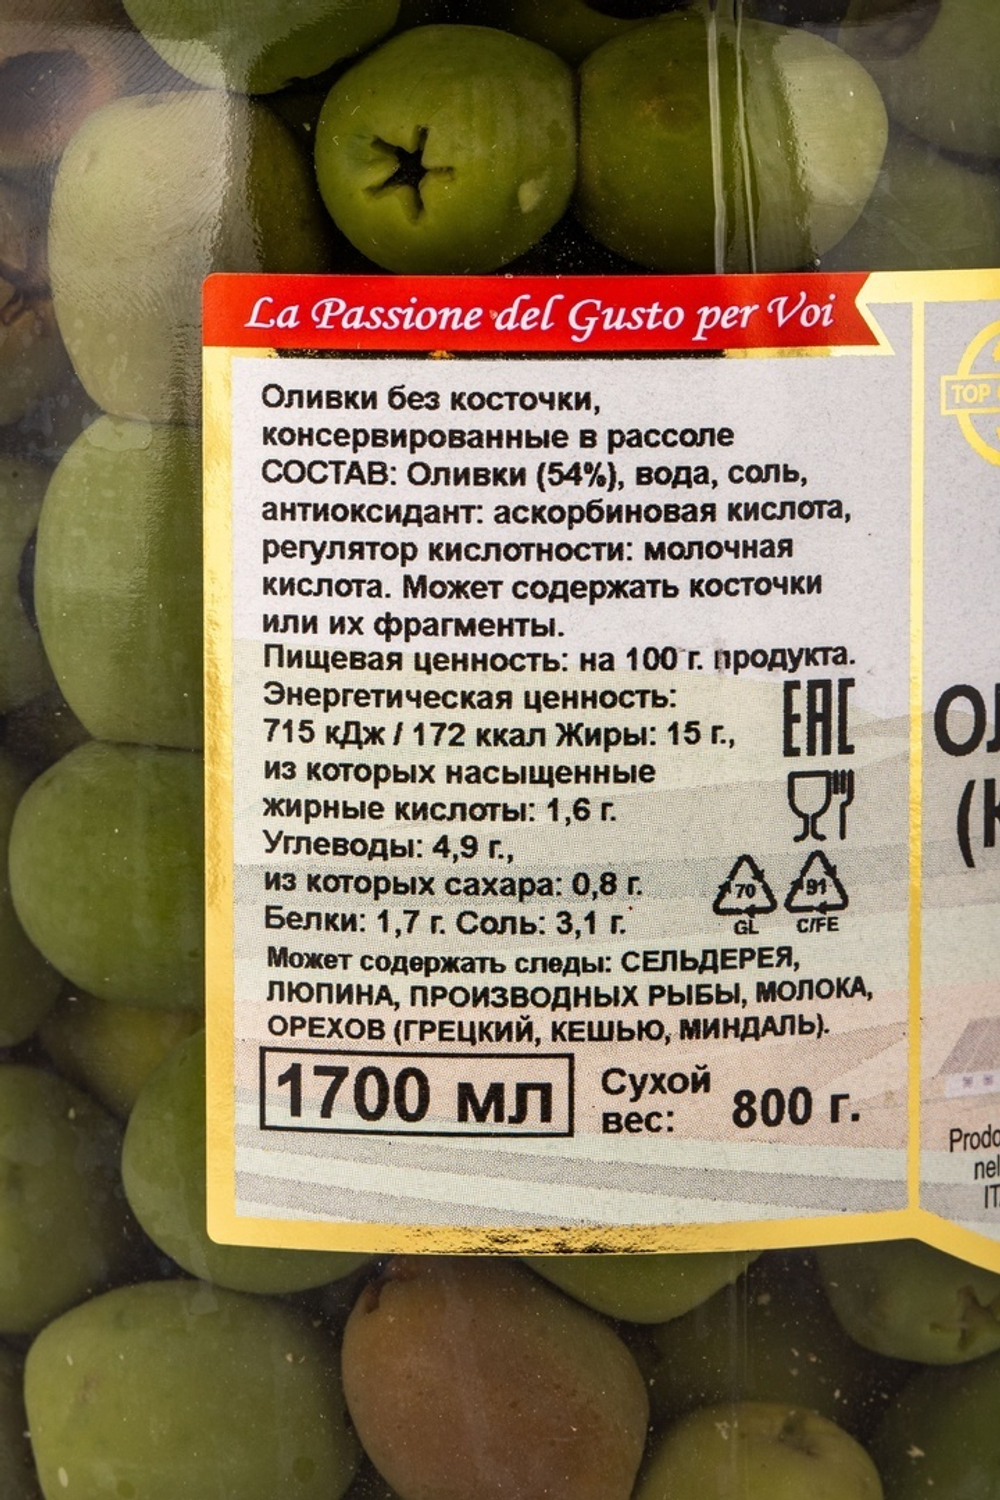 La Passione del Gusto per Voi
Оливки без косточки,
консервированные в рассоле
СОСТАВ: Оливки (54%), вода, соль,
антиоксидант: аскорбиновая кислота,
регулятор кислотности: молочная
кислота. Может содержать косточки
или их фрагменты.
Пищевая ценность: на 100 г. продукта.
Энергетическая ценность:
715 кДж / 172 ккал Жиры: 15 г.,
из которых насыщенные
жирные кислоты: 1,6 г.
Углеводы: 4,9 г.,
из которых сахара: 0,8 г.
Белки: 1,7 г. Соль: 3,1 г.
EAC
70
GL
91
C/FE
Может содержать следы: СЕЛЬДЕРЕЯ,
ЛЮПИНА, ПРОИЗВОДНЫХ РЫБЫ, МОЛОКА,
ОРЕХОВ (ГРЕЦКИЙ, КЕШЬЮ, МИНДАЛЬ).
1700 мл
Сухой
вес:
800 г.
TOP